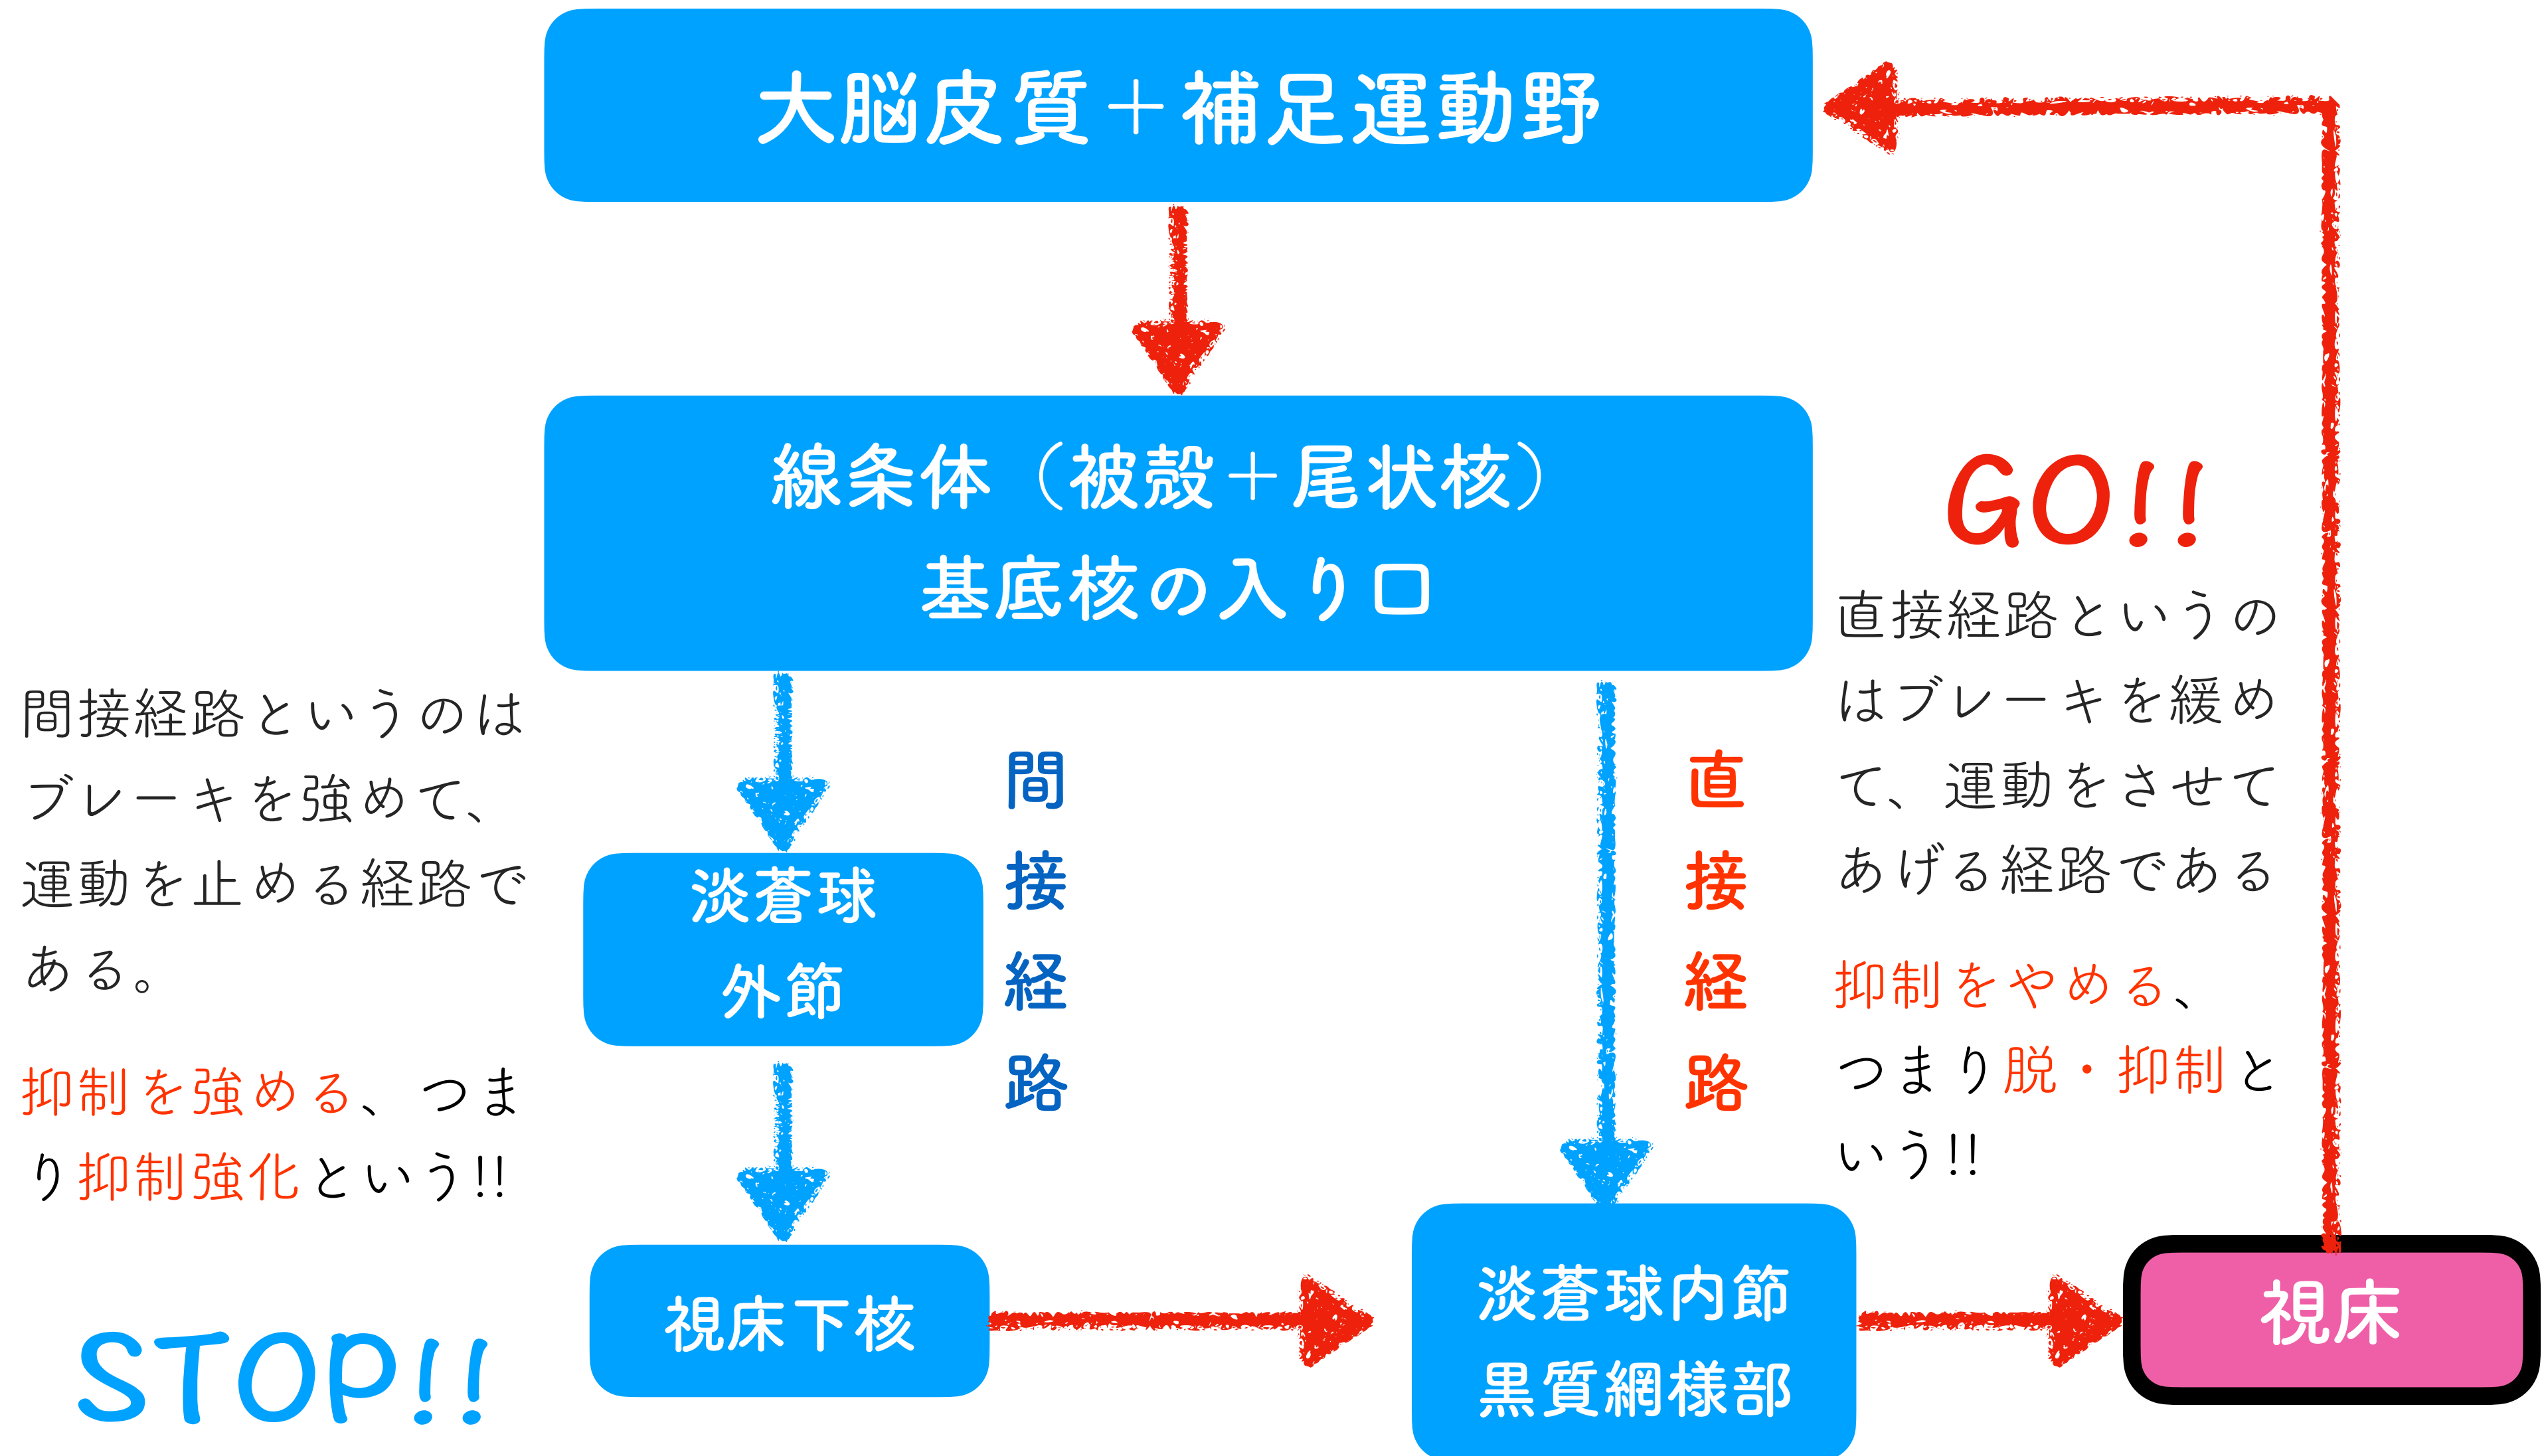 大脳皮質＋補足運動野
線条体（被殻＋尾状核）
基底核の入り口
GO!!
直接経路というの
はブレーキを緩め
て、運動をさせて
あげる経路である
抑制をやめる、
つまり脱・抑制と
いう!!
間接経路というのは
ブレーキを強めて、
運動を止める経路で
ある。
抑制を強める、つま
り抑制強化という!!
STOP!!
間接経路
直接経路
淡蒼球
外節
視床下核
淡蒼球内節
黒質網様部
視床